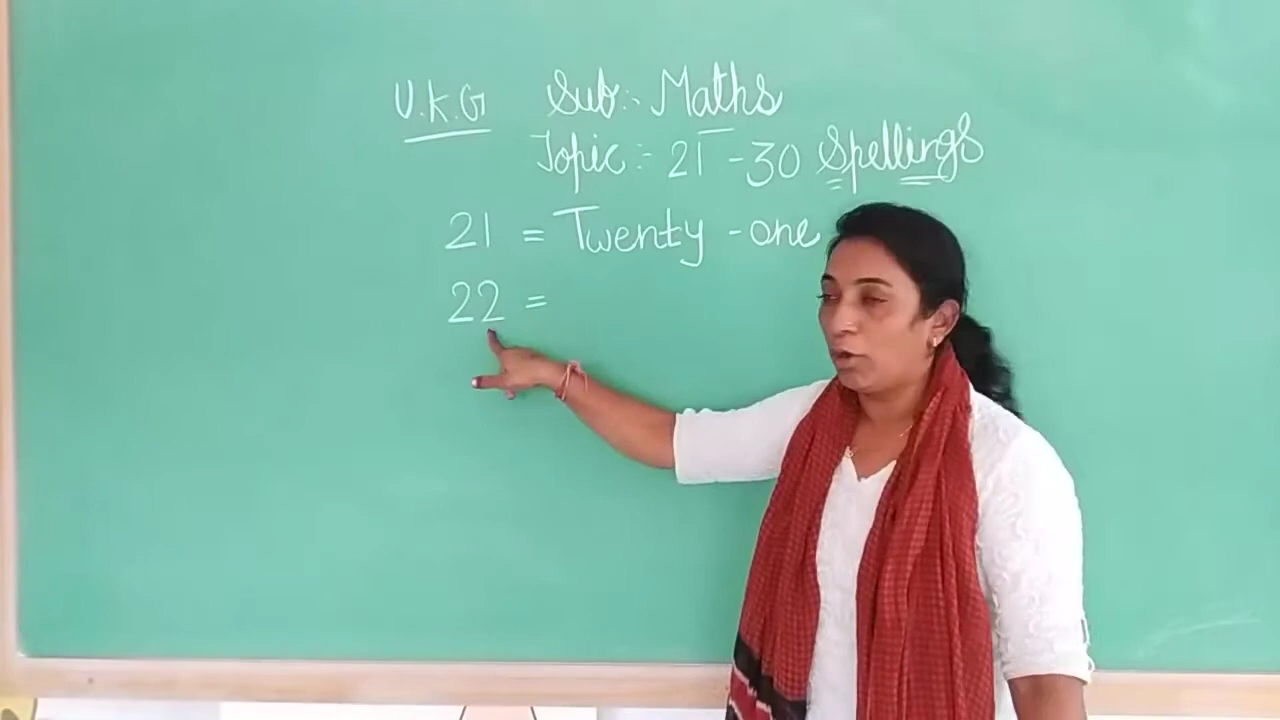 U.K.G Sub:- Maths
Topic:- 21-30 Spellings
21 = Twenty-one
22 =